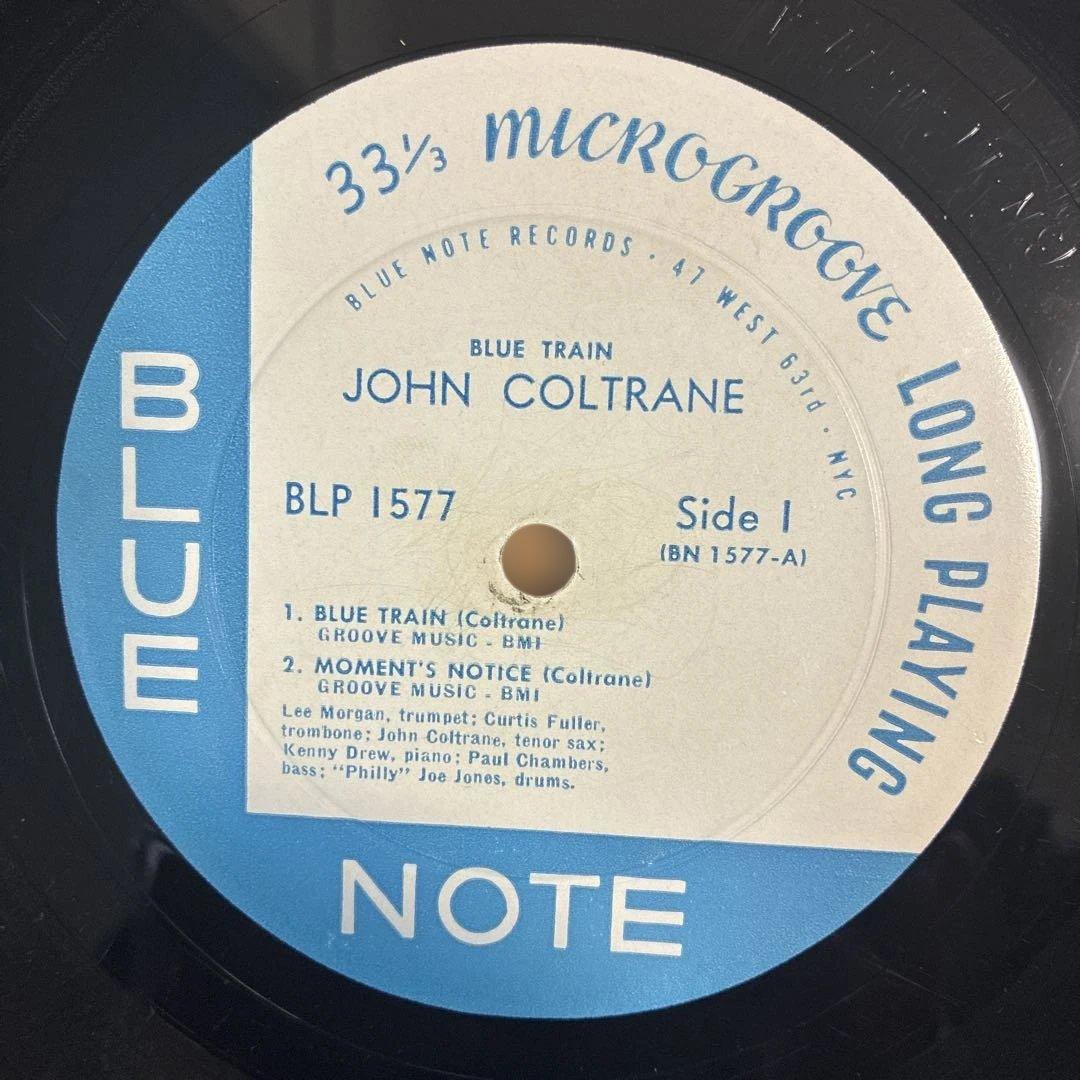 33⅓ MICROGROOVE LONG PLAYING
BLUE NOTE RECORDS · 47 WEST 63rd · NYC
BLUE TRAIN
JOHN COLTRANE
BLP 1577
Side 1
(BN 1577-A)
1. BLUE TRAIN (Coltrane)
GROOVE MUSIC - BMI
2. MOMENT'S NOTICE (Coltrane)
GROOVE MUSIC - BMI
Lee Morgan, trumpet; Curtis Fuller,
trombone; John Coltrane, tenor sax;
Kenny Drew, piano; Paul Chambers,
bass; "Philly" Joe Jones, drums.
BLUE
NOTE